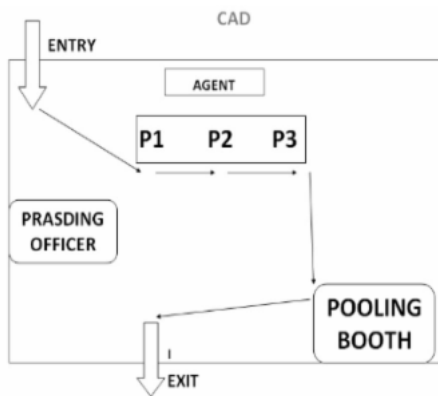 CAD
ENTRY
AGENT
P1 P2 P3
PRASDING
OFFICER
POOLING
BOOTH
I
EXIT